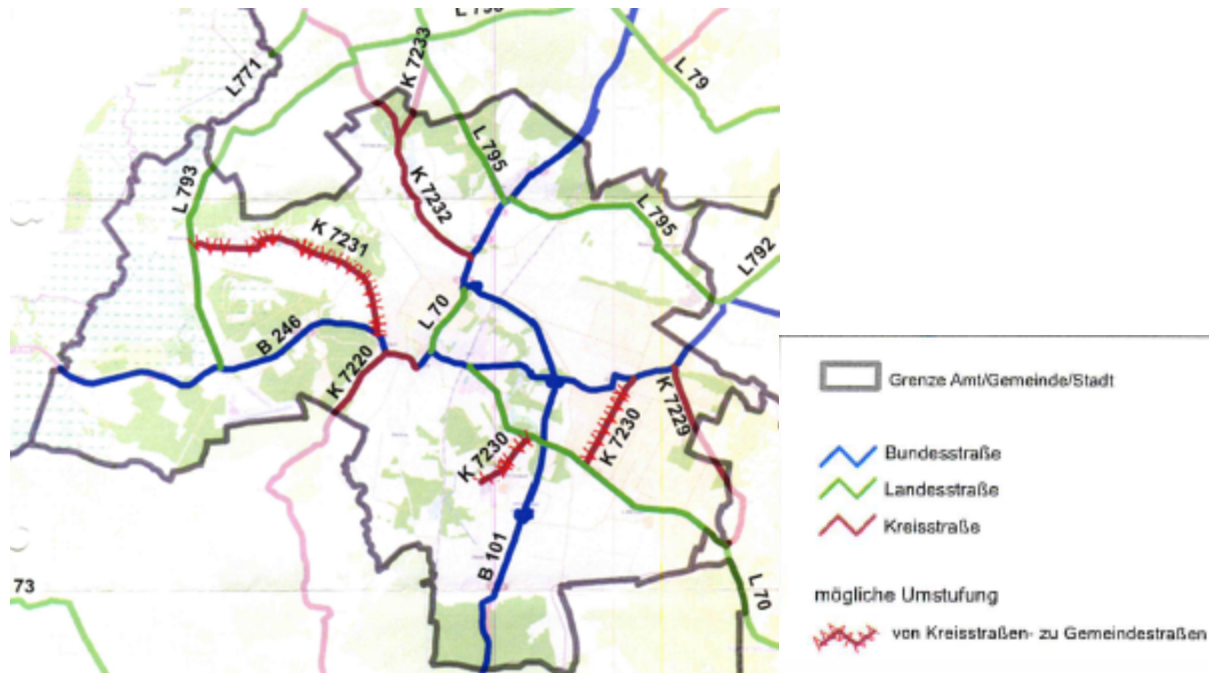 L771
K 7233
L 79
L 795
L 793
K 7232
L 795
K 7231
L792
L 70
B 246
K 7220
K 7229
K 7230
K 7230
B 101
73
L 70
Grenze Amt/Gemeinde/Stadt
Bundesstraße
Landesstraße
Kreisstraße
mögliche Umstufung
von Kreisstraßen- zu Gemeindestraßen